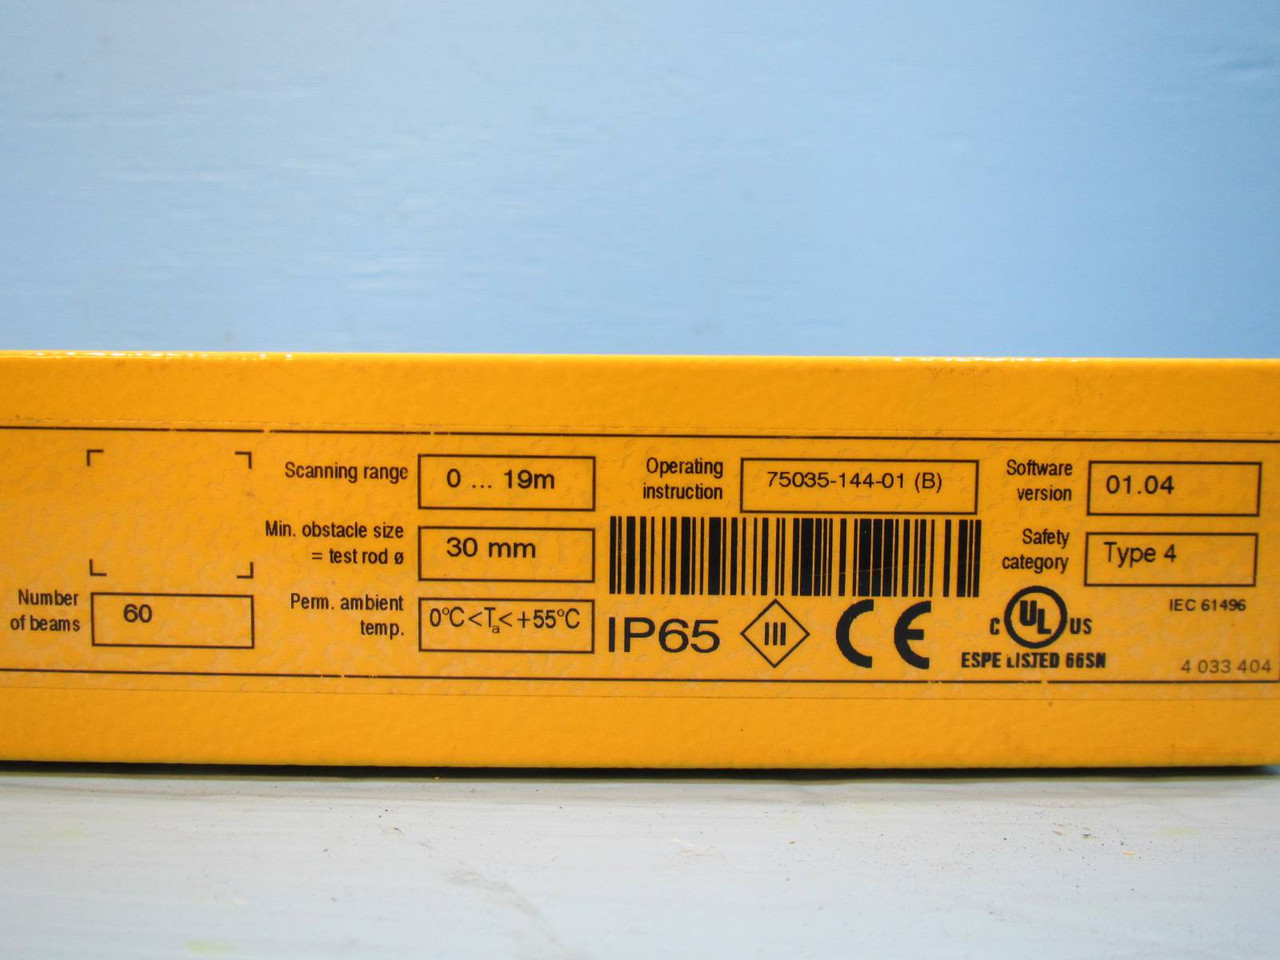 Scanning range
0 ... 19m
Operating
instruction
75035-144-01 (B)
Software
version
01.04
Min. obstacle size
= test rod ø
30 mm
Safety
category
Type 4
Number
of beams
60
Perm. ambient
temp.
0°C<Ta<+55°C
IP65
III
CE
C UL US
ESPE LISTED 66SN
IEC 61496
4 033 404